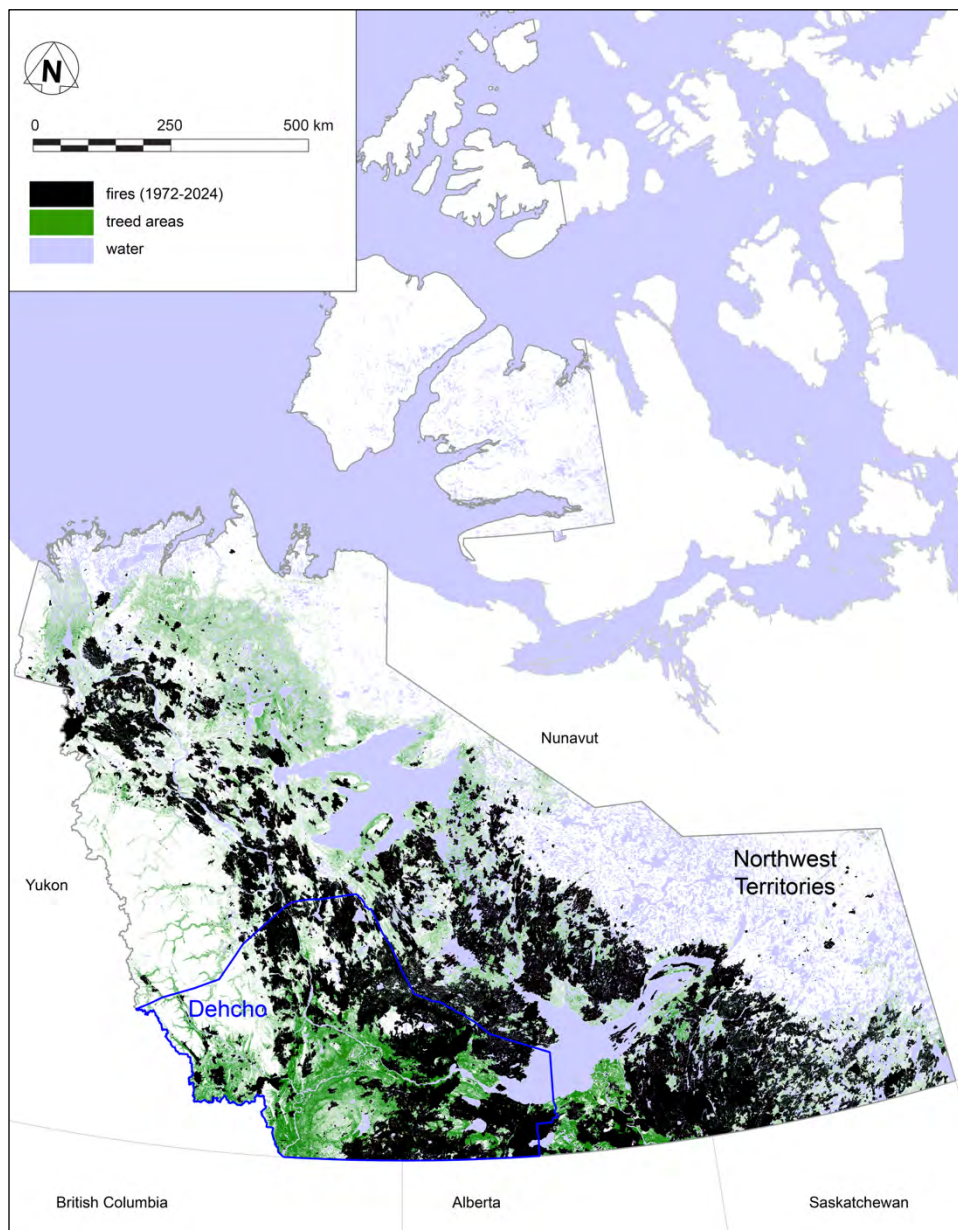 N
0 250 500 km
fires (1972-2024)
treed areas
water
Nunavut
Northwest
Territories
Yukon
Dehcho
British Columbia
Alberta
Saskatchewan